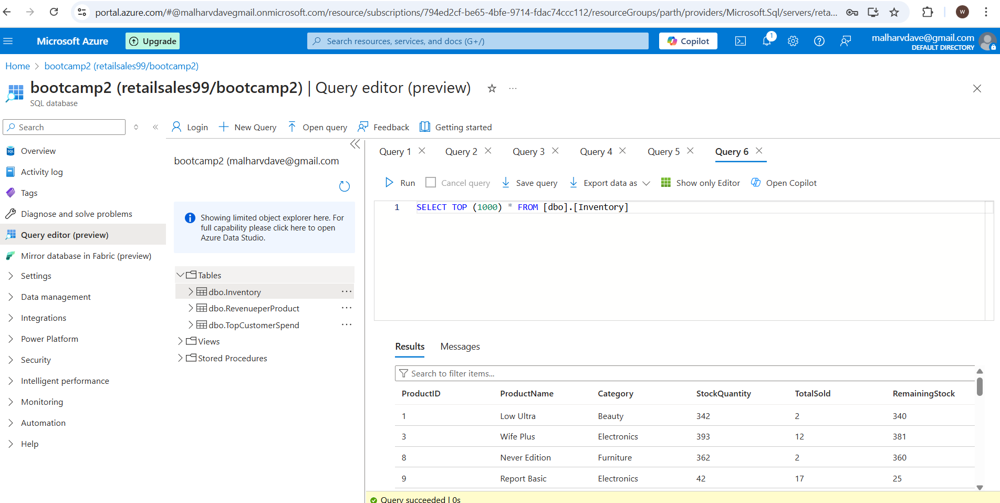 portal.azure.com/#@malharvdavegmail.onmicrosoft.com/resource/subscriptions/794ed2cf-be65-4bfe-9714-fdac74ccc112/resourceGroups/parth/providers/Microsoft.Sql/servers/reta...
W
Microsoft Azure
Upgrade
Search resources, services, and docs (G+/)
Copilot
1
malharvdave@gmail.com
DEFAULT DIRECTORY
Home > bootcamp2 (retailsales99/bootcamp2)
bootcamp2 (retailsales99/bootcamp2) | Query editor (preview)
SQL database
Search
Overview
Activity log
Tags
Diagnose and solve problems
Query editor (preview)
Mirror database in Fabric (preview)
Settings
Data management
Integrations
Power Platform
Security
Intelligent performance
Monitoring
Automation
Help
Login
New Query
Open query
Feedback
Getting started
bootcamp2 (malharvdave@gmail.com
Showing limited object explorer here. For
full capability please click here to open
Azure Data Studio.
Tables
dbo.Inventory
dbo.RevenueperProduct
dbo.TopCustomerSpend
Views
Stored Procedures
Query 1 Query 2 Query 3 Query 4 Query 5 Query 6
Run Cancel query Save query Export data as Show only Editor Open Copilot
1 SELECT TOP (1000) * FROM [dbo].[Inventory]
Results Messages
Search to filter items...
ProductID ProductName Category StockQuantity TotalSold RemainingStock
1 Low Ultra Beauty 342 2 340
3 Wife Plus Electronics 393 12 381
8 Never Edition Furniture 362 2 360
9 Report Basic Electronics 42 17 25
Query succeeded | 0s